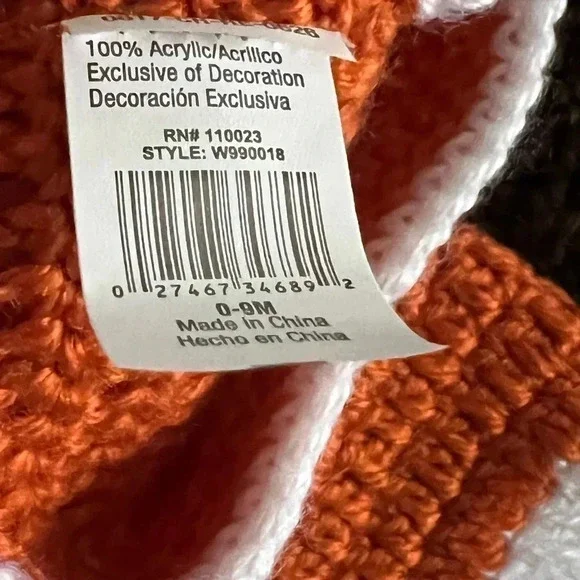 100% Acrylic/Acrilico
Exclusive of Decoration
Decoración Exclusiva
RN# 110023
STYLE: W990018
0 27467 34689 2
0-9M
Made in China
Hecho en China